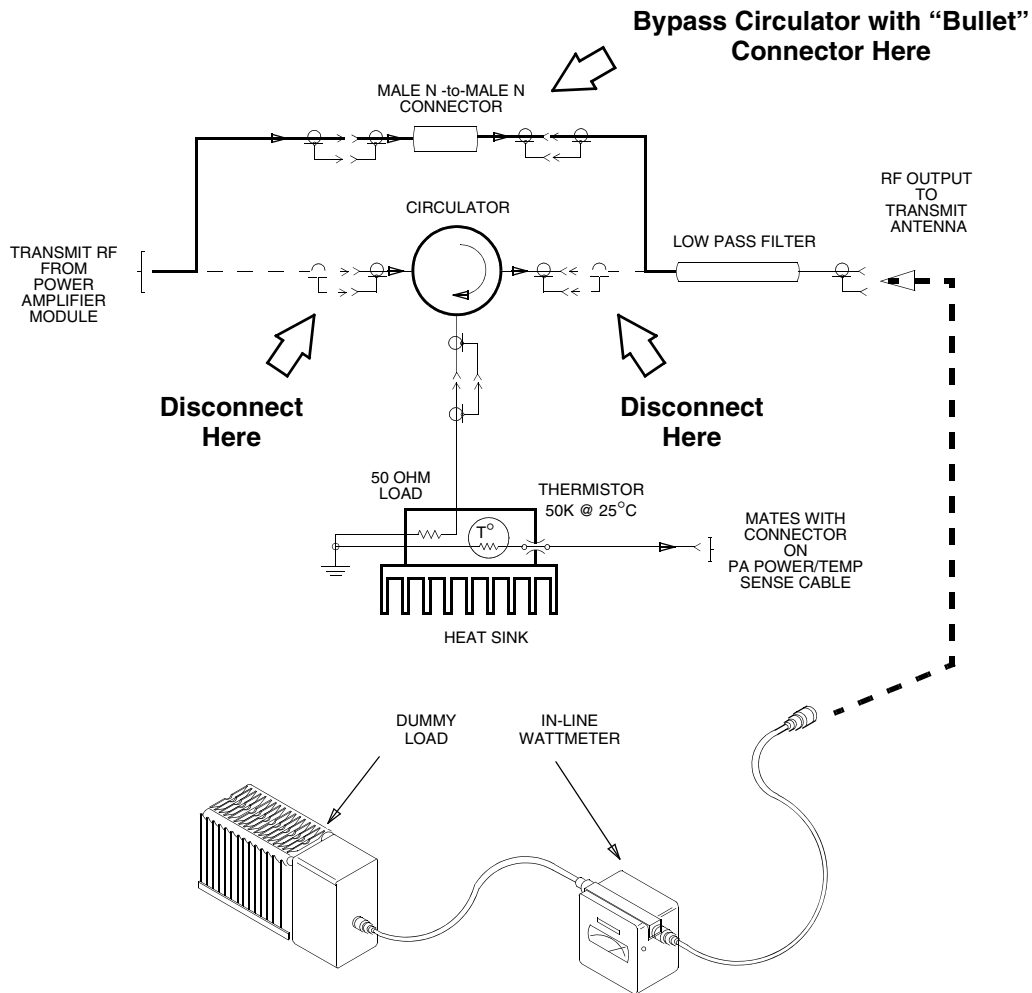 Bypass Circulator with “Bullet”
Connector Here
MALE N -to-MALE N
CONNECTOR
RF OUTPUT
TO
TRANSMIT
ANTENNA
CIRCULATOR
LOW PASS FILTER
TRANSMIT RF
FROM
POWER
AMPLIFIER
MODULE
Disconnect
Here
Disconnect
Here
50 OHM
LOAD
THERMISTOR
50K @ 25°C
T°
MATES WITH
CONNECTOR
ON
PA POWER/TEMP
SENSE CABLE
HEAT SINK
DUMMY
LOAD
IN-LINE
WATTMETER